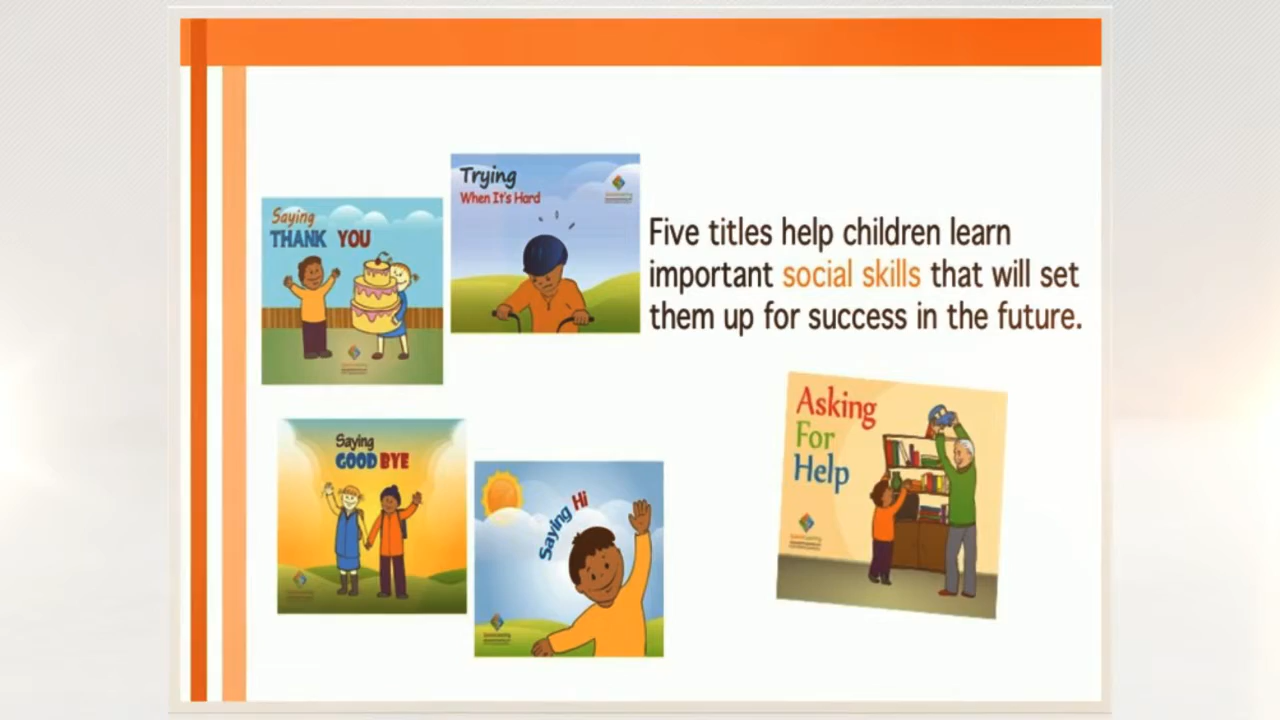 Saying
THANK YOU
Trying
When It's Hard
Five titles help children learn
important social skills that will set
them up for success in the future.
Saying
GOOD BYE
Saying Hi
Asking
For
Help